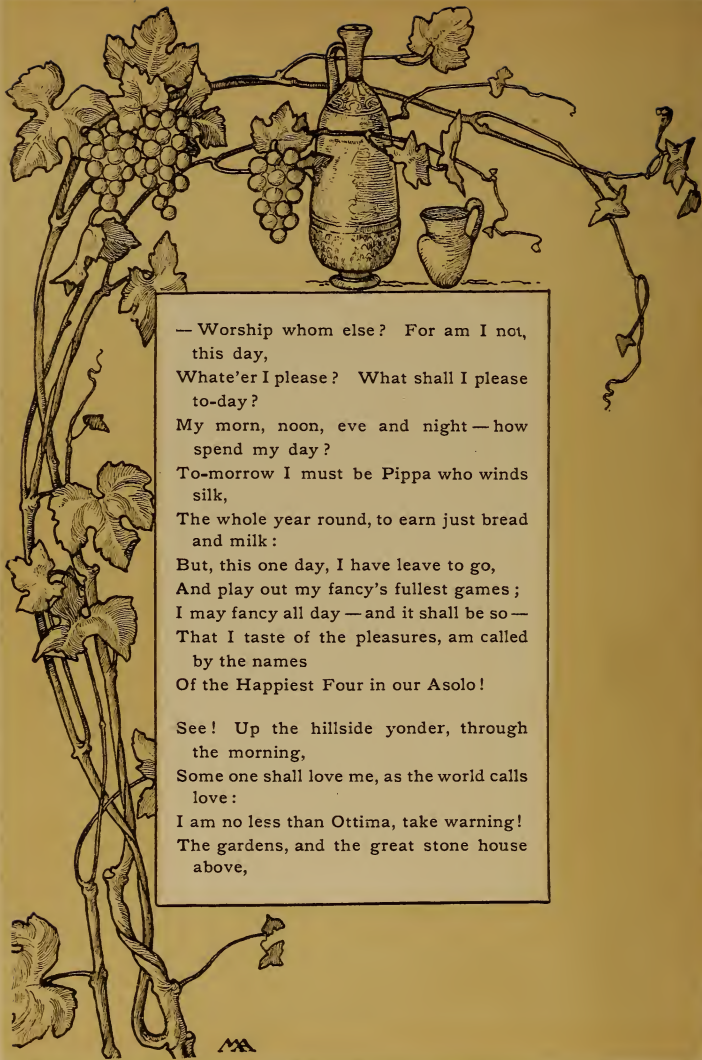 — Worship whom else? For am I not,
this day,
Whate'er I please? What shall I please
to-day?
My morn, noon, eve and night — how
spend my day?
To-morrow I must be Pippa who winds
silk,
The whole year round, to earn just bread
and milk:
But, this one day, I have leave to go,
And play out my fancy's fullest games;
I may fancy all day — and it shall be so —
That I taste of the pleasures, am called
by the names
Of the Happiest Four in our Asolo!
See! Up the hillside yonder, through
the morning,
Some one shall love me, as the world calls
love:
I am no less than Ottima, take warning!
The gardens, and the great stone house
above,